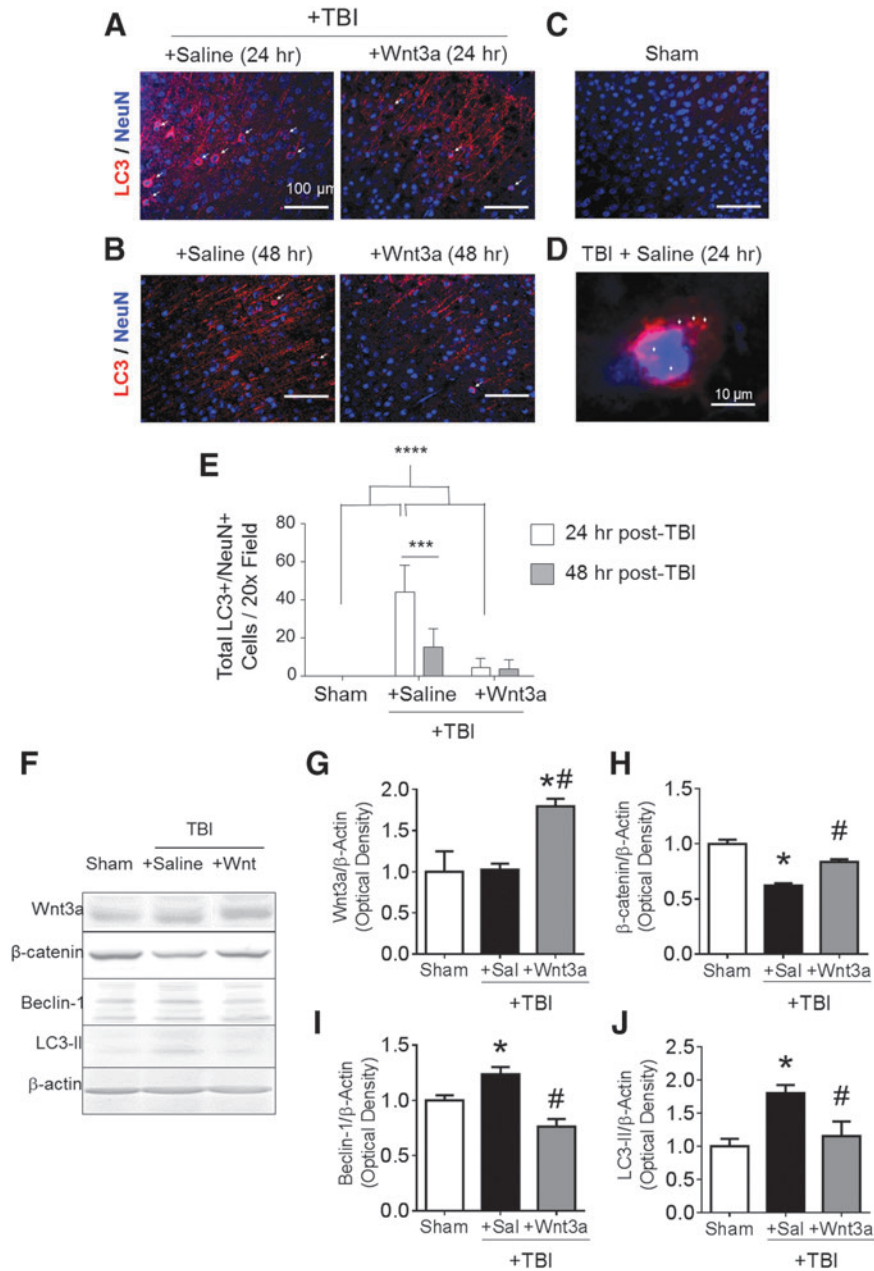 A
+TBI
+Saline (24 hr)
+Wnt3a (24 hr)
LC3 / NeuN
100 µm
C
Sham
B
+Saline (48 hr)
+Wnt3a (48 hr)
LC3 / NeuN
D
TBI + Saline (24 hr)
10 µm
E
****
***
Total LC3+/NeuN+
Cells / 20x Field
80
60
40
20
0
Sham
+Saline
+Wnt3a
+TBI
24 hr post-TBI
48 hr post-TBI
F
TBI
Sham +Saline +Wnt
Wnt3a
β-catenin
Beclin-1
LC3-II
β-actin
G
Wnt3a/β-Actin
(Optical Density)
2.0
1.5
1.0
0.5
0.0
*#
Sham +Sal +Wnt3a
+TBI
H
β-catenin/β-Actin
(Optical Density)
1.5
1.0
0.5
0.0
*
#
Sham +Sal +Wnt3a
+TBI
I
Beclin-1/β-Actin
(Optical Density)
1.5
1.0
0.5
0.0
*
#
Sham +Sal +Wnt3a
+TBI
J
LC3-II/β-Actin
(Optical Density)
2.5
2.0
1.5
1.0
0.5
0.0
*
#
Sham +Sal +Wnt3a
+TBI